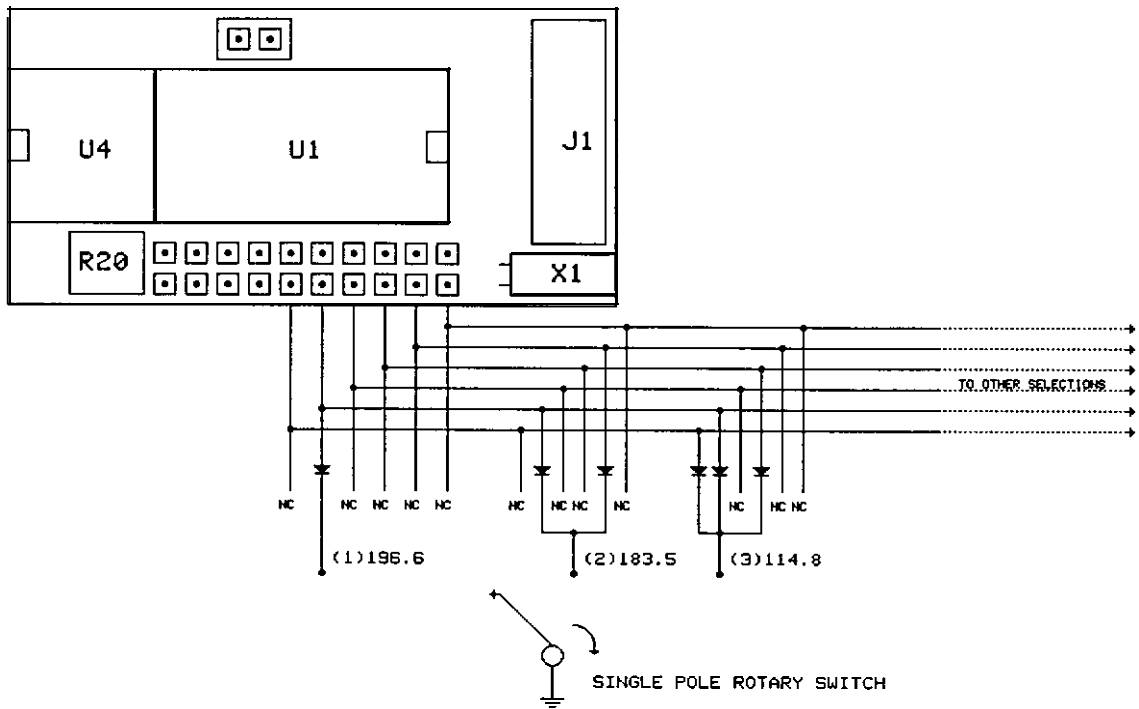 U4
U1
J1
R20
X1
TO OTHER SELECTIONS
NC NC NC NC NC NC NC NC NC NC NC NC
(1)196.6 (2)183.5 (3)114.8
SINGLE POLE ROTARY SWITCH